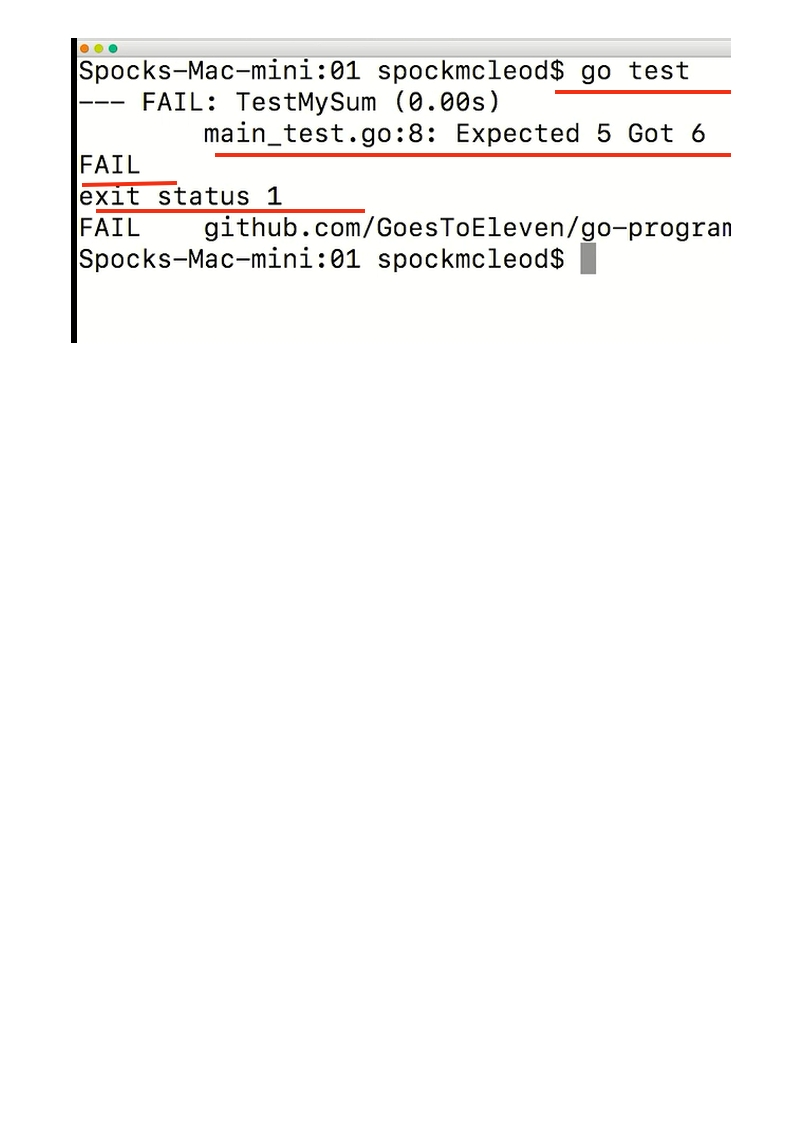 Spocks-Mac-mini:01 spockmcleod$ go test
--- FAIL: TestMySum (0.00s)
main_test.go:8: Expected 5 Got 6
FAIL
exit status 1
FAIL github.com/GoesToEleven/go-program
Spocks-Mac-mini:01 spockmcleod$